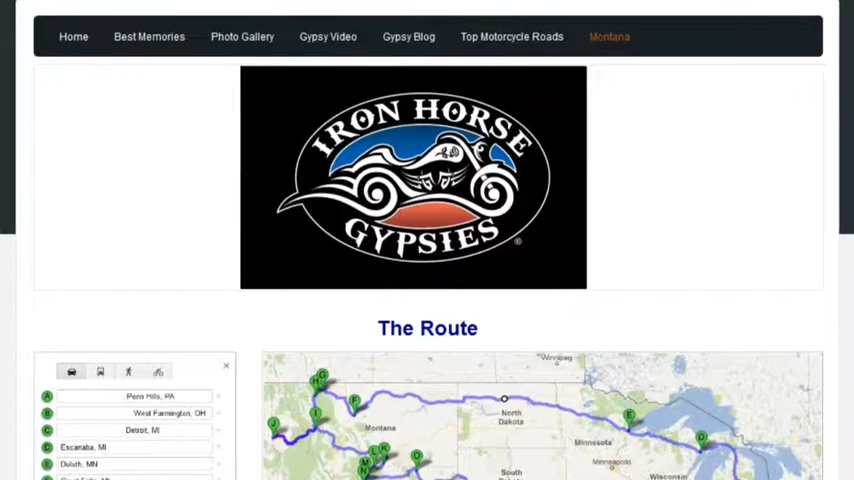 Home Best Memories Photo Gallery Gypsy Video Gypsy Blog Top Motorcycle Roads Montana
IRON HORSE
GYPSIES
®
The Route
A Penn Hills, PA
B West Farmington, OH
C Detroit, MI
Escanaba, MI
E Duluth, MN
Winnipeg
G
H
F
I
J
E
D
L K
M
N
O
North
Dakota
Montana
Minnesota
Minneapolis
South
Dakota
Wisconsin